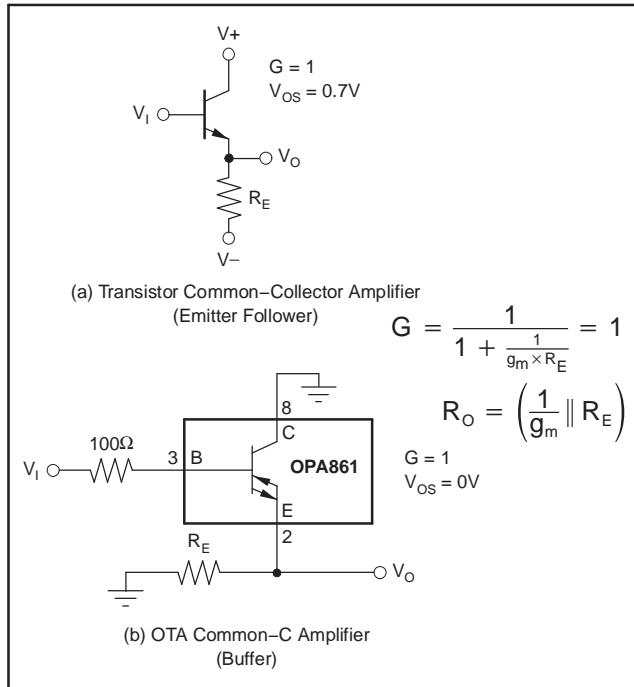 V+
G = 1
V_OS = 0.7V
V_I
V_O
R_E
V−
(a) Transistor Common−Collector Amplifier
(Emitter Follower)
G = 1 / (1 + 1 / (g_m × R_E)) = 1
R_O = (1 / g_m || R_E)
8
C
100Ω
3
B
OPA861
V_I
G = 1
V_OS = 0V
E
2
R_E
V_O
(b) OTA Common−C Amplifier
(Buffer)